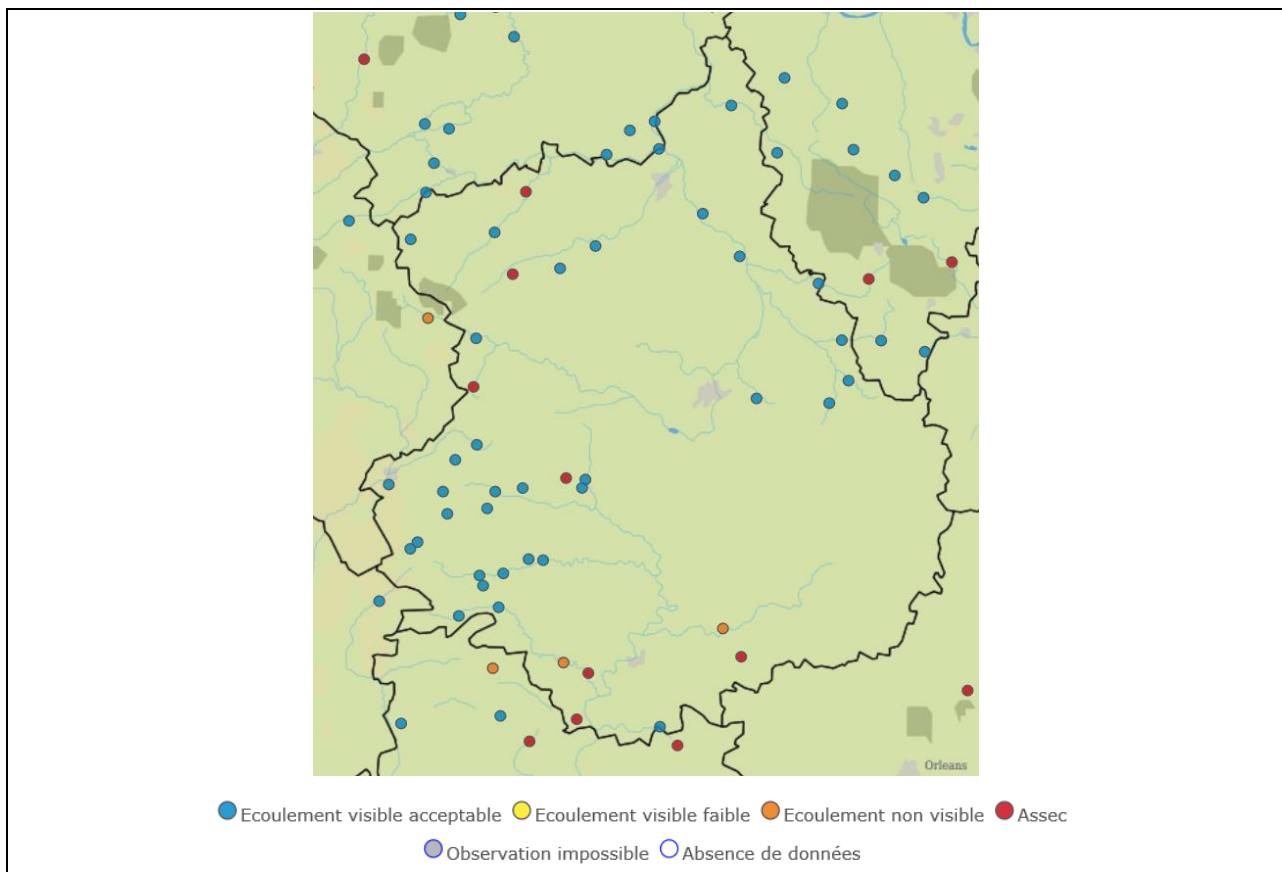 Orleans
Ecoulement visible acceptable Ecoulement visible faible Ecoulement non visible Assec
Observation impossible Absence de données